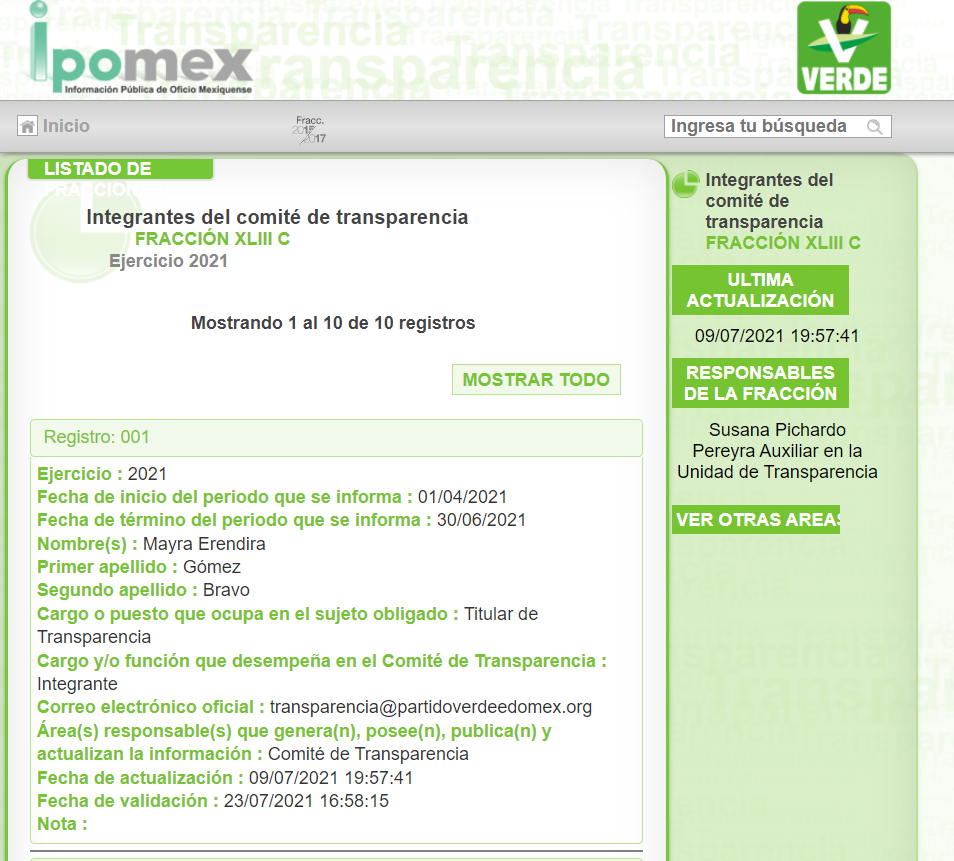 ipomex
Información Pública de Oficio Mexiquense
VERDE
Inicio
Fracc.
2017
Ingresa tu búsqueda
LISTADO DE
FRACCIONES
Integrantes del comité de transparencia
FRACCIÓN XLIII C
Ejercicio 2021
Mostrando 1 al 10 de 10 registros
MOSTRAR TODO
Registro: 001
Ejercicio : 2021
Fecha de inicio del periodo que se informa : 01/04/2021
Fecha de término del periodo que se informa : 30/06/2021
Nombre(s) : Mayra Erendira
Primer apellido : Gómez
Segundo apellido : Bravo
Cargo o puesto que ocupa en el sujeto obligado : Titular de
Transparencia
Cargo y/o función que desempeña en el Comité de Transparencia :
Integrante
Correo electrónico oficial : transparencia@partidoverdeedomex.org
Área(s) responsable(s) que genera(n), posee(n), publica(n) y
actualizan la información : Comité de Transparencia
Fecha de actualización : 09/07/2021 19:57:41
Fecha de validación : 23/07/2021 16:58:15
Nota :
Integrantes del
comité de
transparencia
FRACCIÓN XLIII C
ULTIMA
ACTUALIZACIÓN
09/07/2021 19:57:41
RESPONSABLES
DE LA FRACCIÓN
Susana Pichardo
Pereyra Auxiliar en la
Unidad de Transparencia
VER OTRAS AREAS